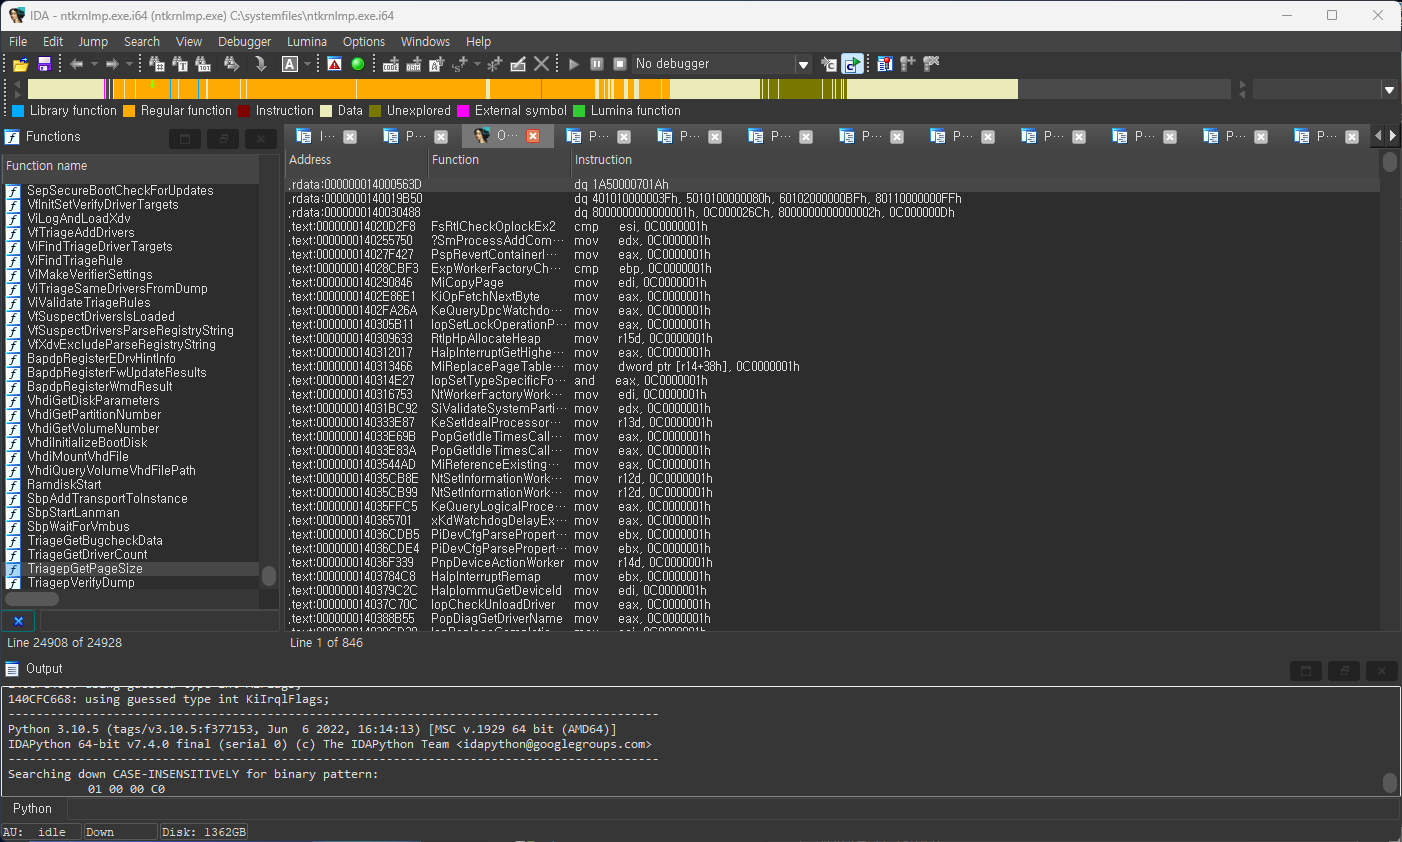 IDA - ntkrnlmp.exe.i64 (ntkrnlmp.exe) C:\systemfiles\ntkrnlmp.exe.i64
File Edit Jump Search View Debugger Lumina Options Windows Help
No debugger
Library function Regular function Instruction Data Unexplored External symbol Lumina function
Functions
I··· P··· O··· P··· P··· P··· P··· P··· P··· P··· P··· P···
Function name
SepSecureBootCheckForUpdates
VfInitSetVerifyDriverTargets
ViLogAndLoadXdv
VfTriageAddDrivers
ViFindTriageDriverTargets
ViFindTriageRule
ViMakeVerifierSettings
ViTriageSameDriversFromDump
ViValidateTriageRules
VfSuspectDriversIsLoaded
VfSuspectDriversParseRegistryString
VfXdvExcludeParseRegistryString
BapdpRegisterEDrvHintInfo
BapdpRegisterFwUpdateResults
BapdpRegisterWmdResult
VhdiGetDiskParameters
VhdiGetPartitionNumber
VhdiGetVolumeNumber
VhdiInitializeBootDisk
VhdiMountVhdFile
VhdiQueryVolumeVhdFilePath
RamdiskStart
SbpAddTransportToInstance
SbpStartLanman
SbpWaitForVmbus
TriageGetBugcheckData
TriageGetDriverCount
TriagepGetPageSize
TriagepVerifyDump
Line 24908 of 24928
Address Function Instruction
.rdata:000000014000563D dq 1A50000701Ah
.rdata:0000000140019B50 dq 401010000003Fh, 5010100000080h, 60102000000BFh, 80110000000FFh
.rdata:0000000140030488 dq 8000000000000001h, 0C000026Ch, 8000000000000002h, 0C000000Dh
.text:000000014020D2F8 FsRtlCheckOplockEx2 cmp esi, 0C0000001h
.text:0000000140255750 ?SmProcessAddCom··· mov edx, 0C0000001h
.text:000000014027F427 PspRevertContainerI··· mov eax, 0C0000001h
.text:000000014028CBF3 ExpWorkerFactoryCh··· cmp ebp, 0C0000001h
.text:0000000140290846 MiCopyPage mov edi, 0C0000001h
.text:00000001402E86E1 KiOpFetchNextByte mov eax, 0C0000001h
.text:00000001402FA26A KeQueryDpcWatchdo··· mov eax, 0C0000001h
.text:0000000140305B11 IopSetLockOperationP··· mov eax, 0C0000001h
.text:0000000140309633 RtlpHpAllocateHeap mov r15d, 0C0000001h
.text:0000000140312017 HalpInterruptGetHighe··· mov eax, 0C0000001h
.text:0000000140313466 MiReplacePageTable··· mov dword ptr [r14+38h], 0C0000001h
.text:0000000140314E27 IopSetTypeSpecificFo··· and eax, 0C0000001h
.text:0000000140316753 NtWorkerFactoryWork··· mov edi, 0C0000001h
.text:000000014031BC92 SiValidateSystemParti··· mov edx, 0C0000001h
.text:0000000140333E87 KeSetIdealProcessor··· mov r13d, 0C0000001h
.text:000000014033E69B PopGetIdleTimesCall··· mov eax, 0C0000001h
.text:000000014033E83A PopGetIdleTimesCall··· mov eax, 0C0000001h
.text:00000001403544AD MiReferenceExisting··· mov eax, 0C0000001h
.text:000000014035CB8E NtSetInformationWork··· mov r12d, 0C0000001h
.text:000000014035CB99 NtSetInformationWork··· mov r12d, 0C0000001h
.text:000000014035FFC5 KeQueryLogicalProce··· mov eax, 0C0000001h
.text:0000000140365701 xKdWatchdogDelayEx··· mov eax, 0C0000001h
.text:000000014036CDB5 PiDevCfgParsePropert··· mov ebx, 0C0000001h
.text:000000014036CDE4 PiDevCfgParsePropert··· mov ebx, 0C0000001h
.text:000000014036F339 PnpDeviceActionWorker mov r14d, 0C0000001h
.text:00000001403784C8 HalpInterruptRemap mov ebx, 0C0000001h
.text:0000000140379C2C HalpIommuGetDeviceId mov edi, 0C0000001h
.text:000000014037C70C IopCheckUnloadDriver mov eax, 0C0000001h
.text:0000000140388B55 PopDiagGetDriverName mov eax, 0C0000001h
Line 1 of 846
Output
140CFC668: using guessed type int KiIrqlFlags;
Python 3.10.5 (tags/v3.10.5:f377153, Jun 6 2022, 16:14:13) [MSC v.1929 64 bit (AMD64)]
IDAPython 64-bit v7.4.0 final (serial 0) (c) The IDAPython Team <idapython@googlegroups.com>
Searching down CASE-INSENSITIVELY for binary pattern:
01 00 00 C0
Python
AU: idle Down Disk: 1362GB